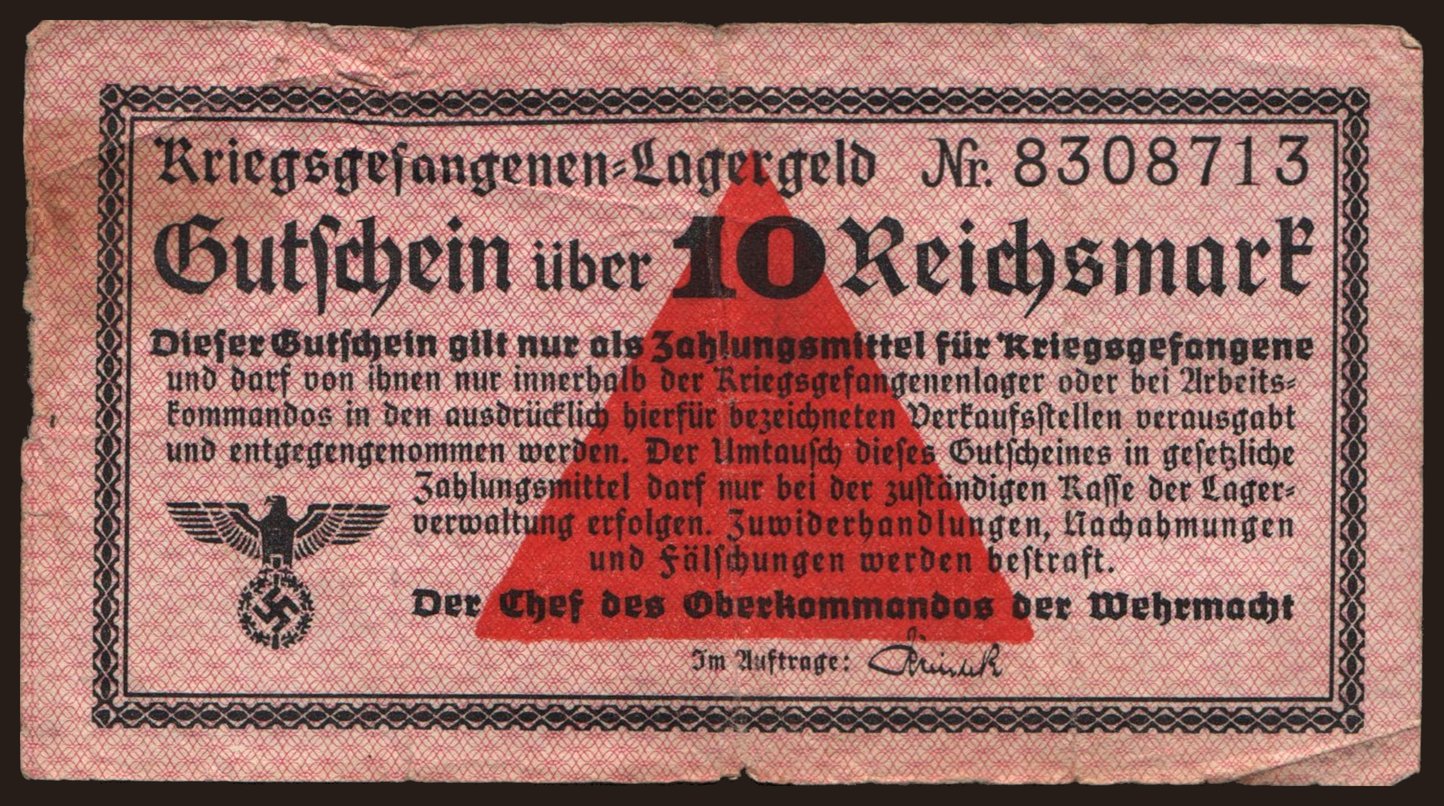 Kriegsgefangenen=Lagergeld Nr. 8308713
Gutschein über 10 Reichsmark
Dieser Gutschein gilt nur als Zahlungsmittel für Kriegsgefangene
und darf von ihnen nur innerhalb der Kriegsgefangenenlager oder bei Arbeits=
kommandos in den ausdrücklich hierfür bezeichneten Verkaufsstellen verausgabt
und entgegengenommen werden. Der Umtausch dieses Gutscheines in gesetzliche
Zahlungsmittel darf nur bei der zuständigen Kasse der Lager=
verwaltung erfolgen. Zuwiderhandlungen, Nachahmungen
und Fälschungen werden bestraft.
Der Chef des Oberkommandos der Wehrmacht
Im Auftrage: